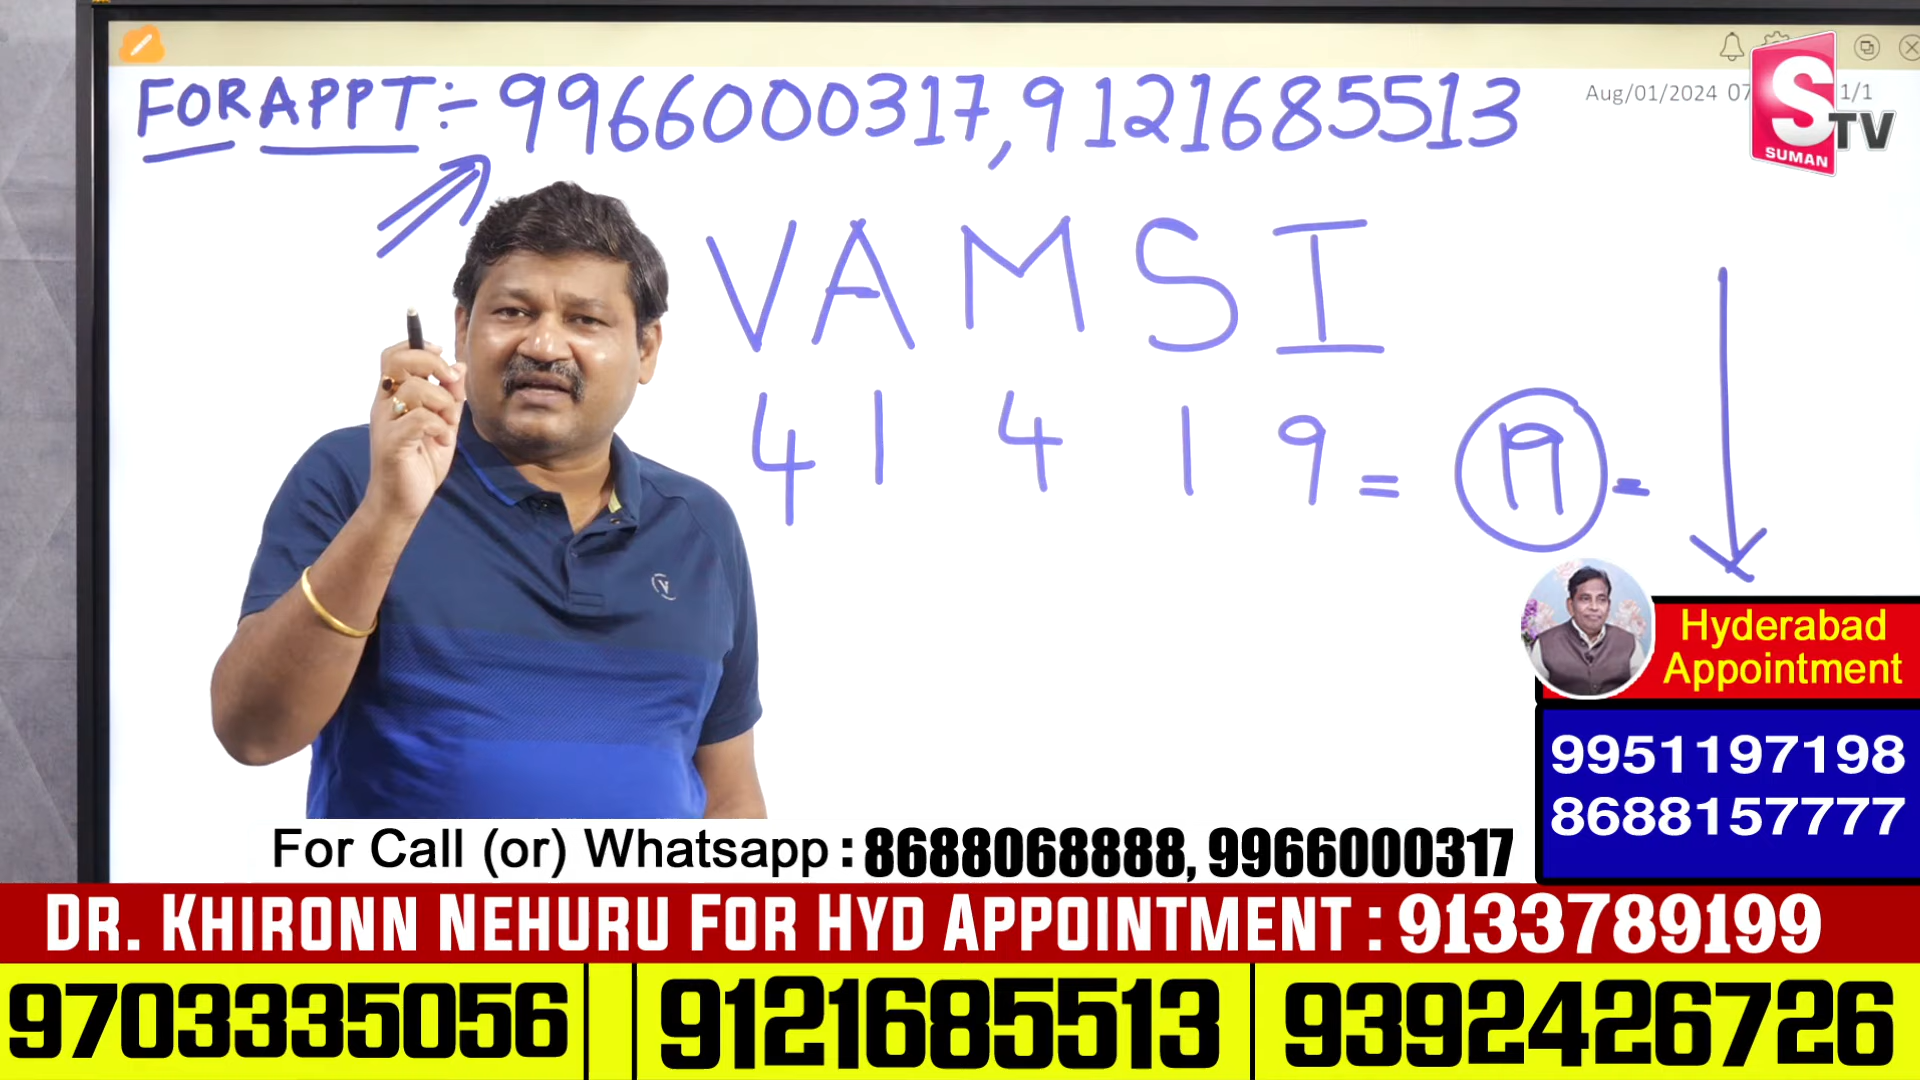 FOR APPT :- 9966000317, 9121685513
Aug/01/2024 07
1/1
S TV
SUMAN
VAMSI
4 1 4 1 9 = 19 =
Hyderabad
Appointment
9951197198
8688157777
For Call (or) Whatsapp : 8688068888, 9966000317
DR. KHIRONN NEHURU FOR HYD APPOINTMENT : 9133789199
9703335056 9121685513 9392426726